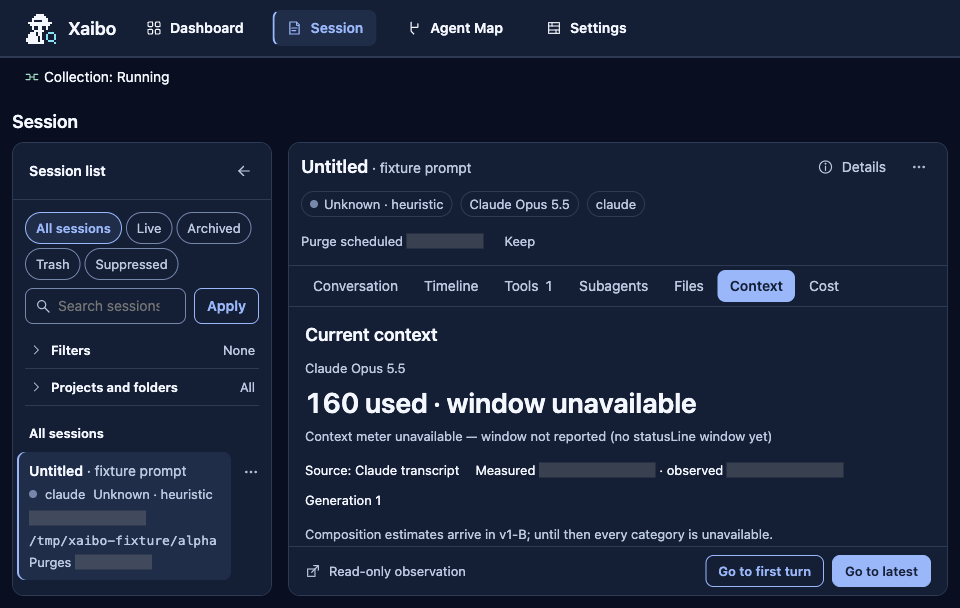 Xaibo
Dashboard
Session
Agent Map
Settings
Collection: Running
Session
Session list
All sessions
Live
Archived
Trash
Suppressed
Search sessions
Apply
Filters
None
Projects and folders
All
All sessions
Untitled · fixture prompt
claude Unknown · heuristic
/tmp/xaibo-fixture/alpha
Purges
Untitled · fixture prompt
Details
Unknown · heuristic
Claude Opus 5.5
claude
Purge scheduled
Keep
Conversation
Timeline
Tools 1
Subagents
Files
Context
Cost
Current context
Claude Opus 5.5
160 used · window unavailable
Context meter unavailable — window not reported (no statusLine window yet)
Source: Claude transcript Measured · observed
Generation 1
Composition estimates arrive in v1-B; until then every category is unavailable.
Read-only observation
Go to first turn
Go to latest